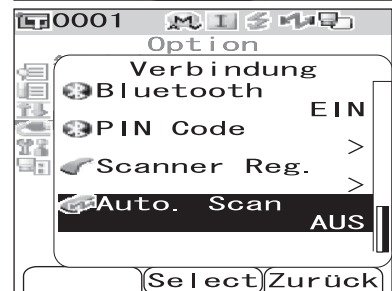 0001
Option
Verbindung
Bluetooth
EIN
PIN Code
>
Scanner Reg.
>
Auto. Scan
AUS
Select Zurück